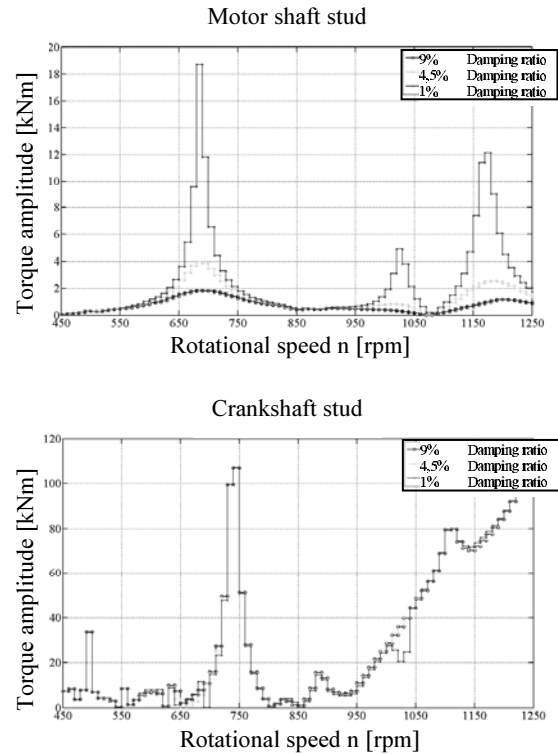 Motor shaft stud
Torque amplitude [kNm]
20
18
16
14
12
10
8
6
4
2
0
9% Damping ratio
4,5% Damping ratio
1% Damping ratio
450 550 650 750 850 950 1050 1150 1250
Rotational speed n [rpm]
Crankshaft stud
Torque amplitude [kNm]
120
100
80
60
40
20
0
9% Damping ratio
4,5% Damping ratio
1% Damping ratio
450 550 650 750 850 950 1050 1150 1250
Rotational speed n [rpm]